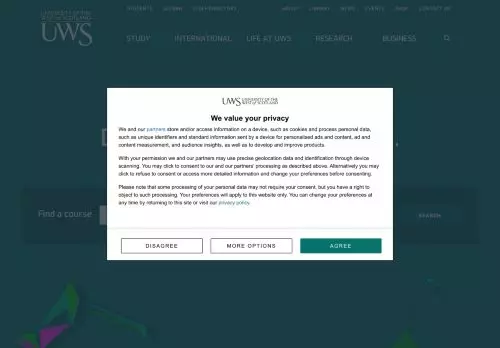 UNIVERSITY OF THE
WEST of SCOTLAND
UWS
STUDENTS ALUMNI STAFF DIRECTORY ABOUT LIBRARY NEWS EVENTS SHOP CONTACT US
STUDY INTERNATIONAL LIFE AT UWS RESEARCH BUSINESS
UWS UNIVERSITY OF THE
WEST of SCOTLAND
We value your privacy
We and our partners store and/or access information on a device, such as cookies and process personal data,
such as unique identifiers and standard information sent by a device for personalised ads and content, ad and
content measurement, and audience insights, as well as to develop and improve products.
With your permission we and our partners may use precise geolocation data and identification through device
scanning. You may click to consent to our and our partners' processing as described above. Alternatively you may
click to refuse to consent or access more detailed information and change your preferences before consenting.
Please note that some processing of your personal data may not require your consent, but you have a right to
object to such processing. Your preferences will apply to this website only. You can change your preferences at
any time by returning to this site or visit our privacy policy.
Find a course
SEARCH
DISAGREE MORE OPTIONS AGREE